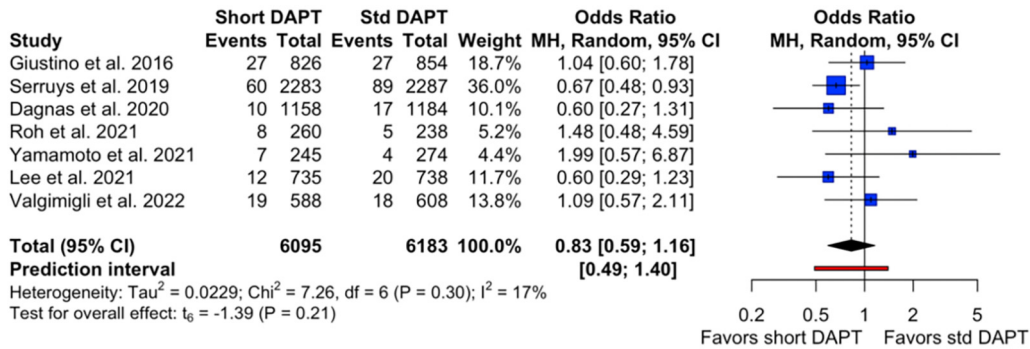 Short DAPT Std DAPT Odds Ratio Odds Ratio
Study Events Total Events Total Weight MH, Random, 95% CI MH, Random, 95% CI
Giustino et al. 2016 27 826 27 854 18.7% 1.04 [0.60; 1.78]
Serruys et al. 2019 60 2283 89 2287 36.0% 0.67 [0.48; 0.93]
Dagnas et al. 2020 10 1158 17 1184 10.1% 0.60 [0.27; 1.31]
Roh et al. 2021 8 260 5 238 5.2% 1.48 [0.48; 4.59]
Yamamoto et al. 2021 7 245 4 274 4.4% 1.99 [0.57; 6.87]
Lee et al. 2021 12 735 20 738 11.7% 0.60 [0.29; 1.23]
Valgimigli et al. 2022 19 588 18 608 13.8% 1.09 [0.57; 2.11]
Total (95% CI) 6095 6183 100.0% 0.83 [0.59; 1.16]
Prediction interval [0.49; 1.40]
Heterogeneity: Tau² = 0.0229; Chi² = 7.26, df = 6 (P = 0.30); I² = 17%
Test for overall effect: t₆ = -1.39 (P = 0.21)
0.2 0.5 1 2 5
Favors short DAPT Favors std DAPT